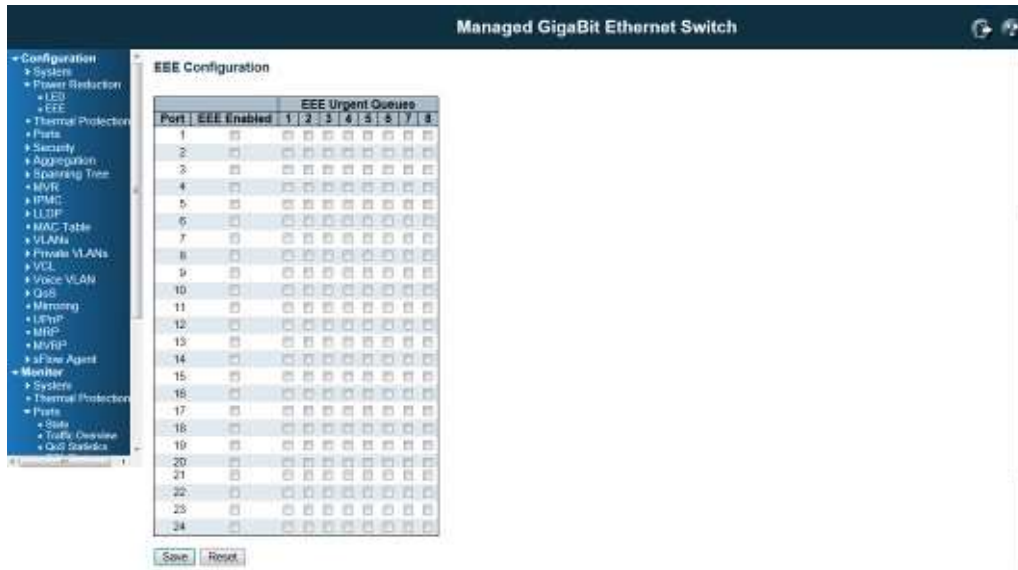 Managed GigaBit Ethernet Switch
Configuration
System
Power Reduction
LED
EEE
Thermal Protection
Ports
Security
Aggregation
Spanning Tree
MVR
IPMC
LLDP
MAC Table
VLANs
Private VLANs
VCL
Voice VLAN
QoS
Mirroring
UPnP
MRP
MVRP
sFlow Agent
Monitor
System
Thermal Protection
Ports
State
Traffic Overview
QoS Statistics
EEE Configuration
EEE Urgent Queues
Port EEE Enabled 1 2 3 4 5 6 7 8
1
2
3
4
5
6
7
8
9
10
11
12
13
14
15
16
17
18
19
20
21
22
23
24
Save Reset